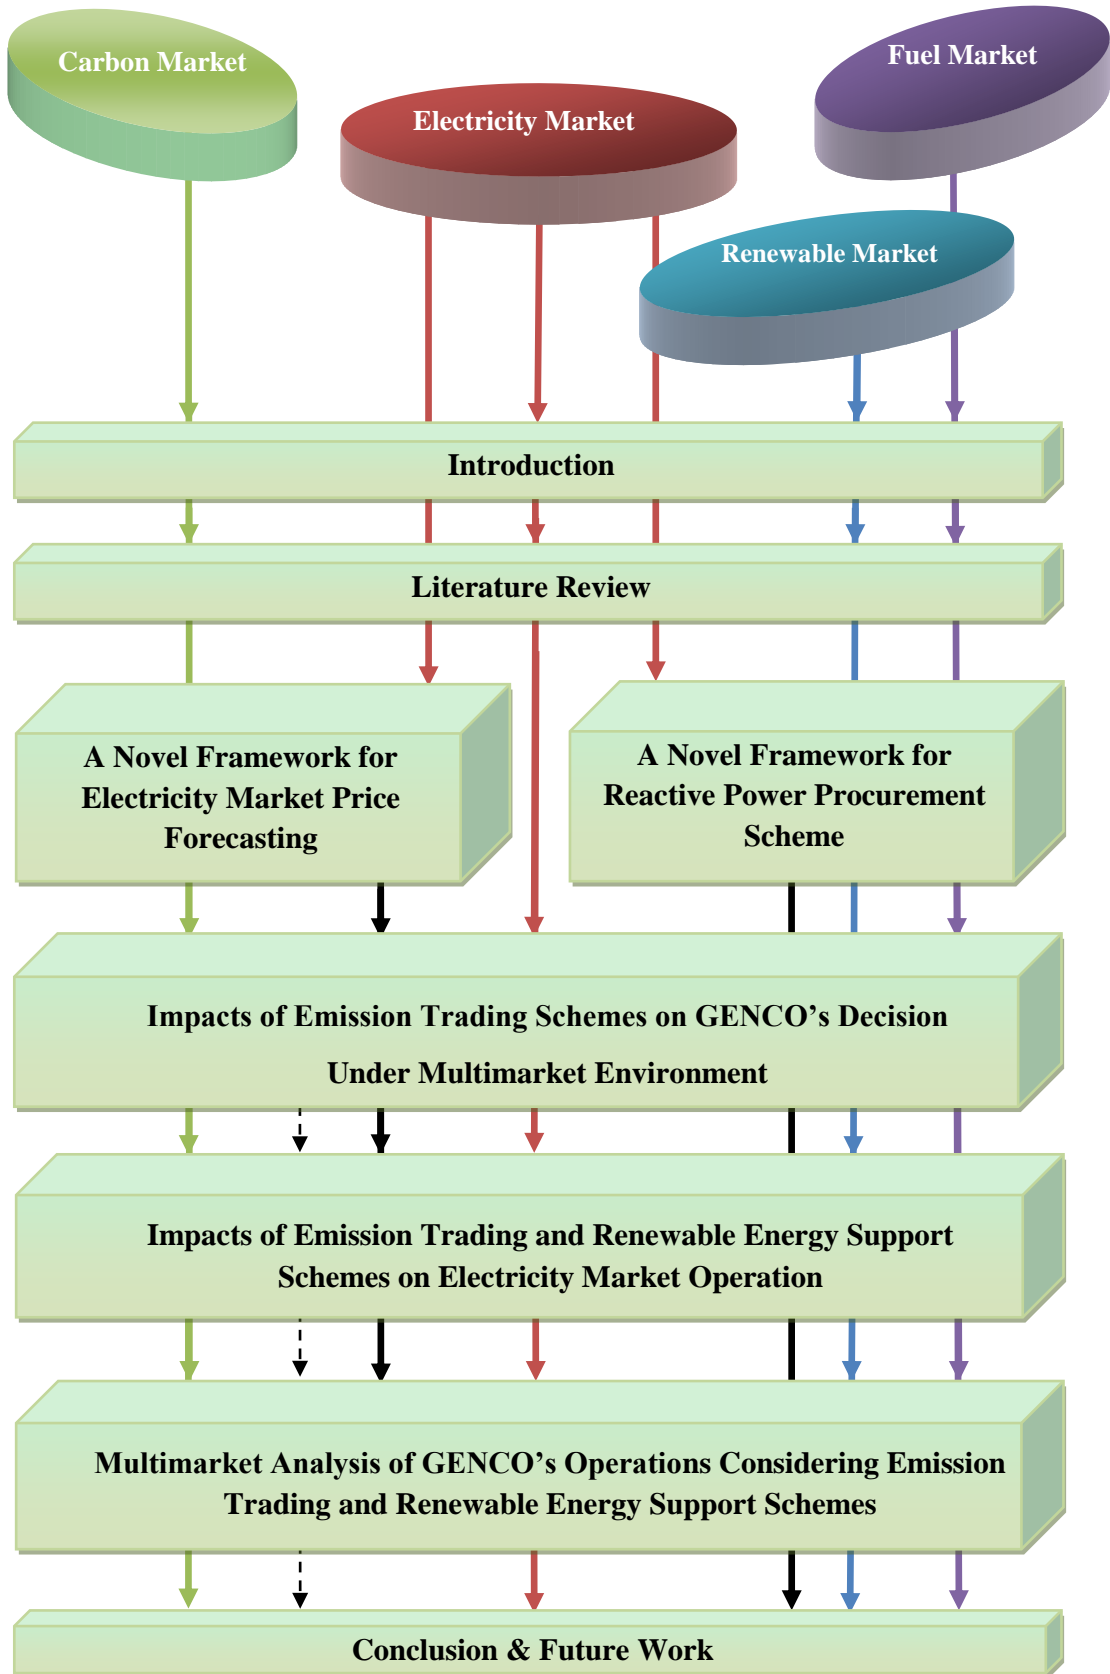 Carbon Market
Fuel Market
Electricity Market
Renewable Market
Introduction
Literature Review
A Novel Framework for
Electricity Market Price
Forecasting
A Novel Framework for
Reactive Power Procurement
Scheme
Impacts of Emission Trading Schemes on GENCO’s Decision
Under Multimarket Environment
Impacts of Emission Trading and Renewable Energy Support
Schemes on Electricity Market Operation
Multimarket Analysis of GENCO’s Operations Considering Emission
Trading and Renewable Energy Support Schemes
Conclusion & Future Work